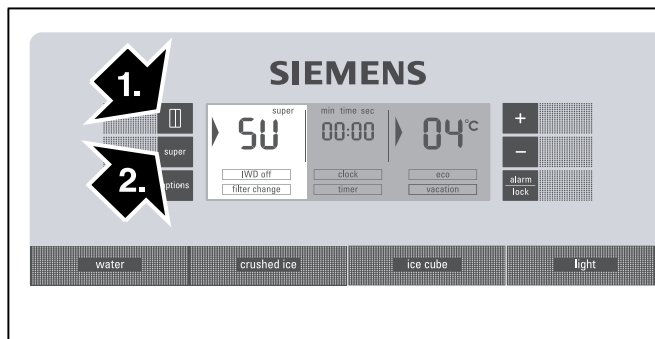 1.
SIEMENS
super
SU
min time sec
00:00
04°C
+
super
−
2.
options
IWD off
clock
eco
alarm
lock
filter change
timer
vacation
water
crushed ice
ice cube
light